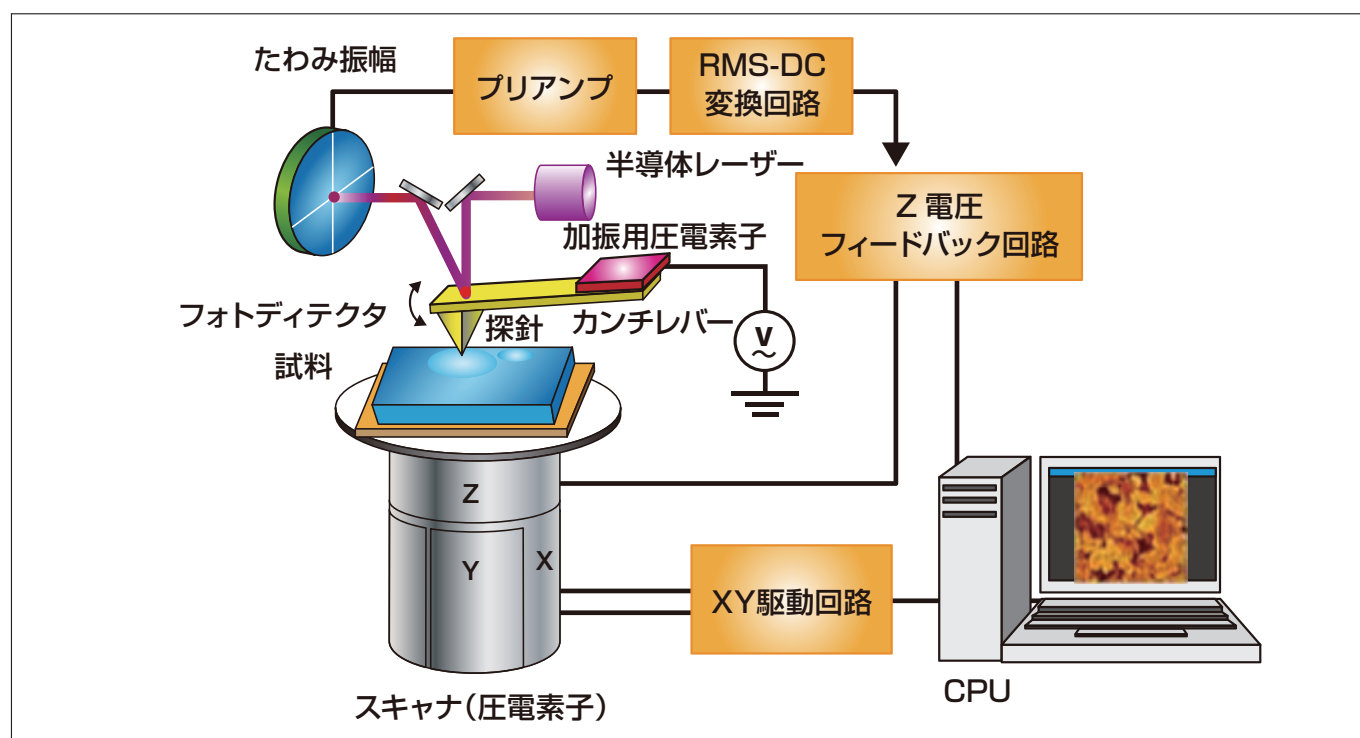 たわみ振幅
プリアンプ
RMS-DC
変換回路
半導体レーザー
Z 電圧
フィードバック回路
加振用圧電素子
フォトディテクタ
探針
カンチレバー
V
~
試料
Z
Y
X
XY駆動回路
CPU
スキャナ(圧電素子)